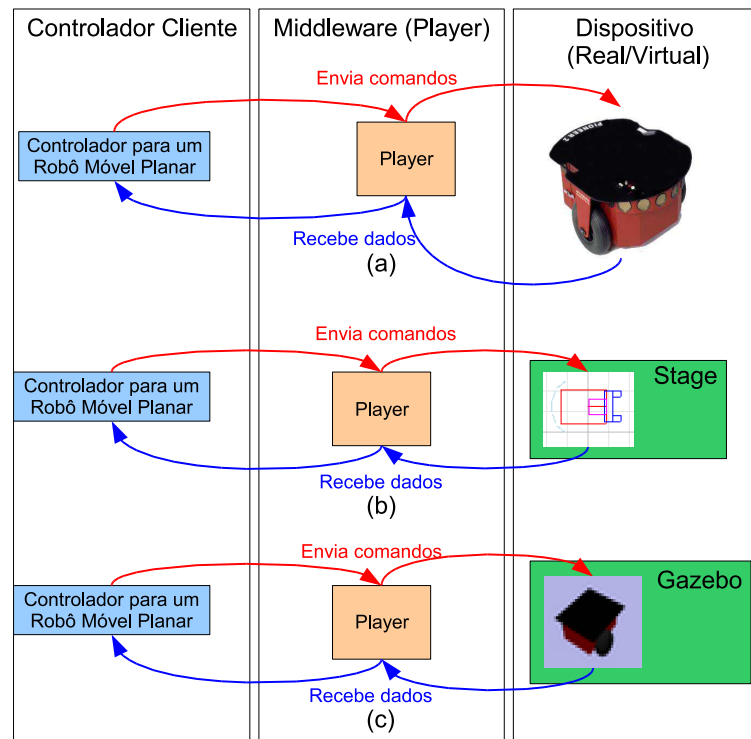 Controlador Cliente
Middleware (Player)
Dispositivo
(Real/Virtual)
Envia comandos
Controlador para um
Robô Móvel Planar
Player
PIONEER 2
Recebe dados
(a)
Envia comandos
Controlador para um
Robô Móvel Planar
Player
Stage
Recebe dados
(b)
Envia comandos
Controlador para um
Robô Móvel Planar
Player
Gazebo
Recebe dados
(c)